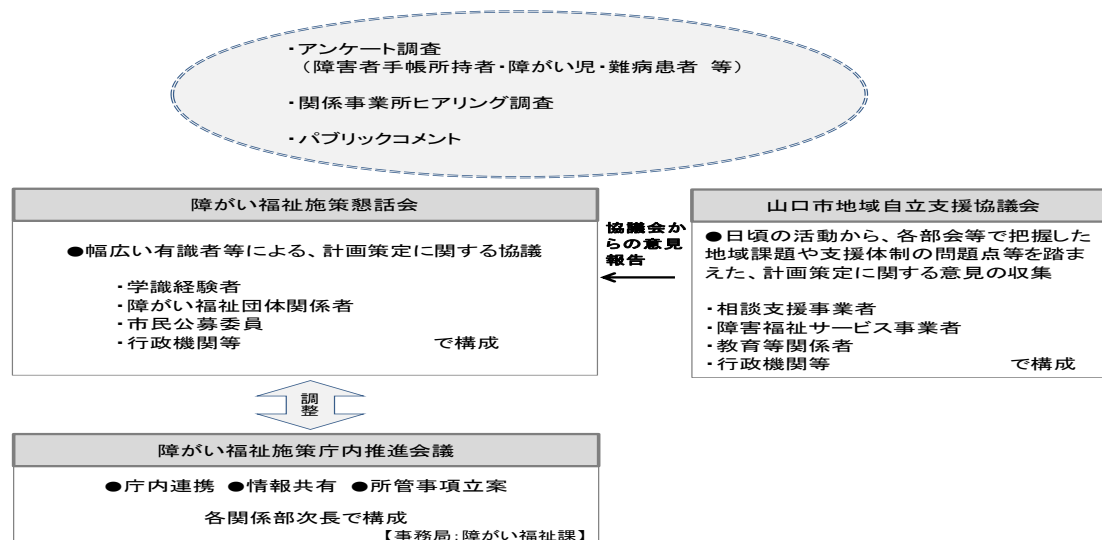 ・アンケート調査
（障害者手帳所持者・障がい児・難病患者 等）
・関係事業所ヒアリング調査
・パブリックコメント
障がい福祉施策懇話会
●幅広い有識者等による、計画策定に関する協議
・学識経験者
・障がい福祉団体関係者
・市民公募委員
・行政機関等 で構成
協議会か
らの意見
報告
山口市地域自立支援協議会
●日頃の活動から、各部会等で把握した
地域課題や支援体制の問題点等を踏ま
えた、計画策定に関する意見の収集
・相談支援事業者
・障害福祉サービス事業者
・教育等関係者
・行政機関等 で構成
調
整
障がい福祉施策庁内推進会議
●庁内連携 ●情報共有 ●所管事項立案
各関係部次長で構成
【事務局：障がい福祉課】